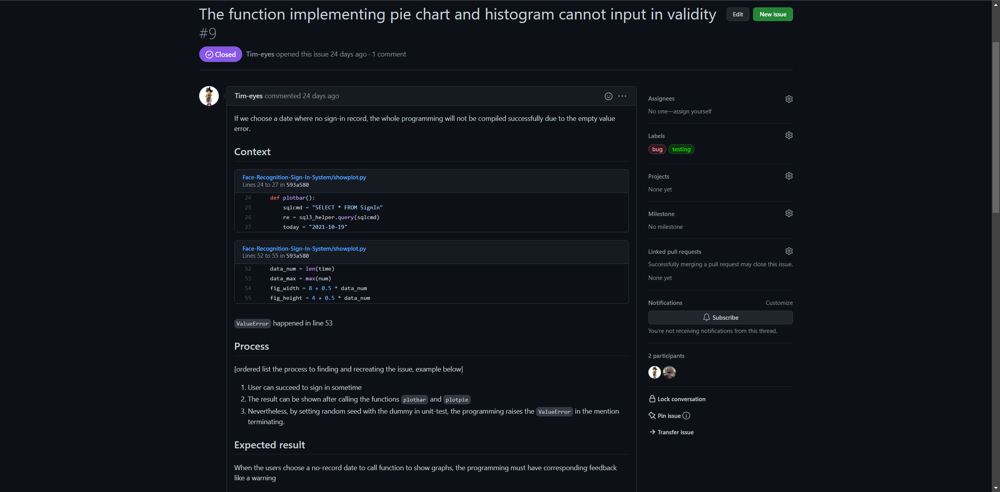 The function implementing pie chart and histogram cannot input in validity
#9
Edit
New issue
Closed
Tim-eyes opened this issue 24 days ago · 1 comment
Tim-eyes commented 24 days ago
If we choose a date where no sign-in record, the whole programming will not be compiled successfully due to the empty value
error.
Context
Face-Recognition-Sign-In-System/showplot.py
Lines 24 to 27 in 593a580
24 def plotbar():
25 sqlcmd = "SELECT * FROM SignIn"
26 re = sql3_helper.query(sqlcmd)
27 today = "2021-10-19"
Face-Recognition-Sign-In-System/showplot.py
Lines 52 to 55 in 593a580
52 data_num = len(time)
53 data_max = max(num)
54 fig_width = 8 + 0.5 * data_num
55 fig_height = 4 + 0.5 * data_num
ValueError happened in line 53
Process
[ordered list the process to finding and recreating the issue, example below]
1. User can succeed to sign in sometime
2. The result can be shown after calling the functions plotbar and plotpie
3. Nevertheless, by setting random seed with the dummy in unit-test, the programming raises the ValueError in the mention
terminating.
Expected result
When the users choose a no-record date to call function to show graphs, the programming must have corresponding feedback
like a warning
Assignees
No one—assign yourself
Labels
bug testing
Projects
None yet
Milestone
No milestone
Linked pull requests
Successfully merging a pull request may close this issue.
None yet
Notifications Customize
Subscribe
You're not receiving notifications from this thread.
2 participants
Lock conversation
Pin issue
Transfer issue